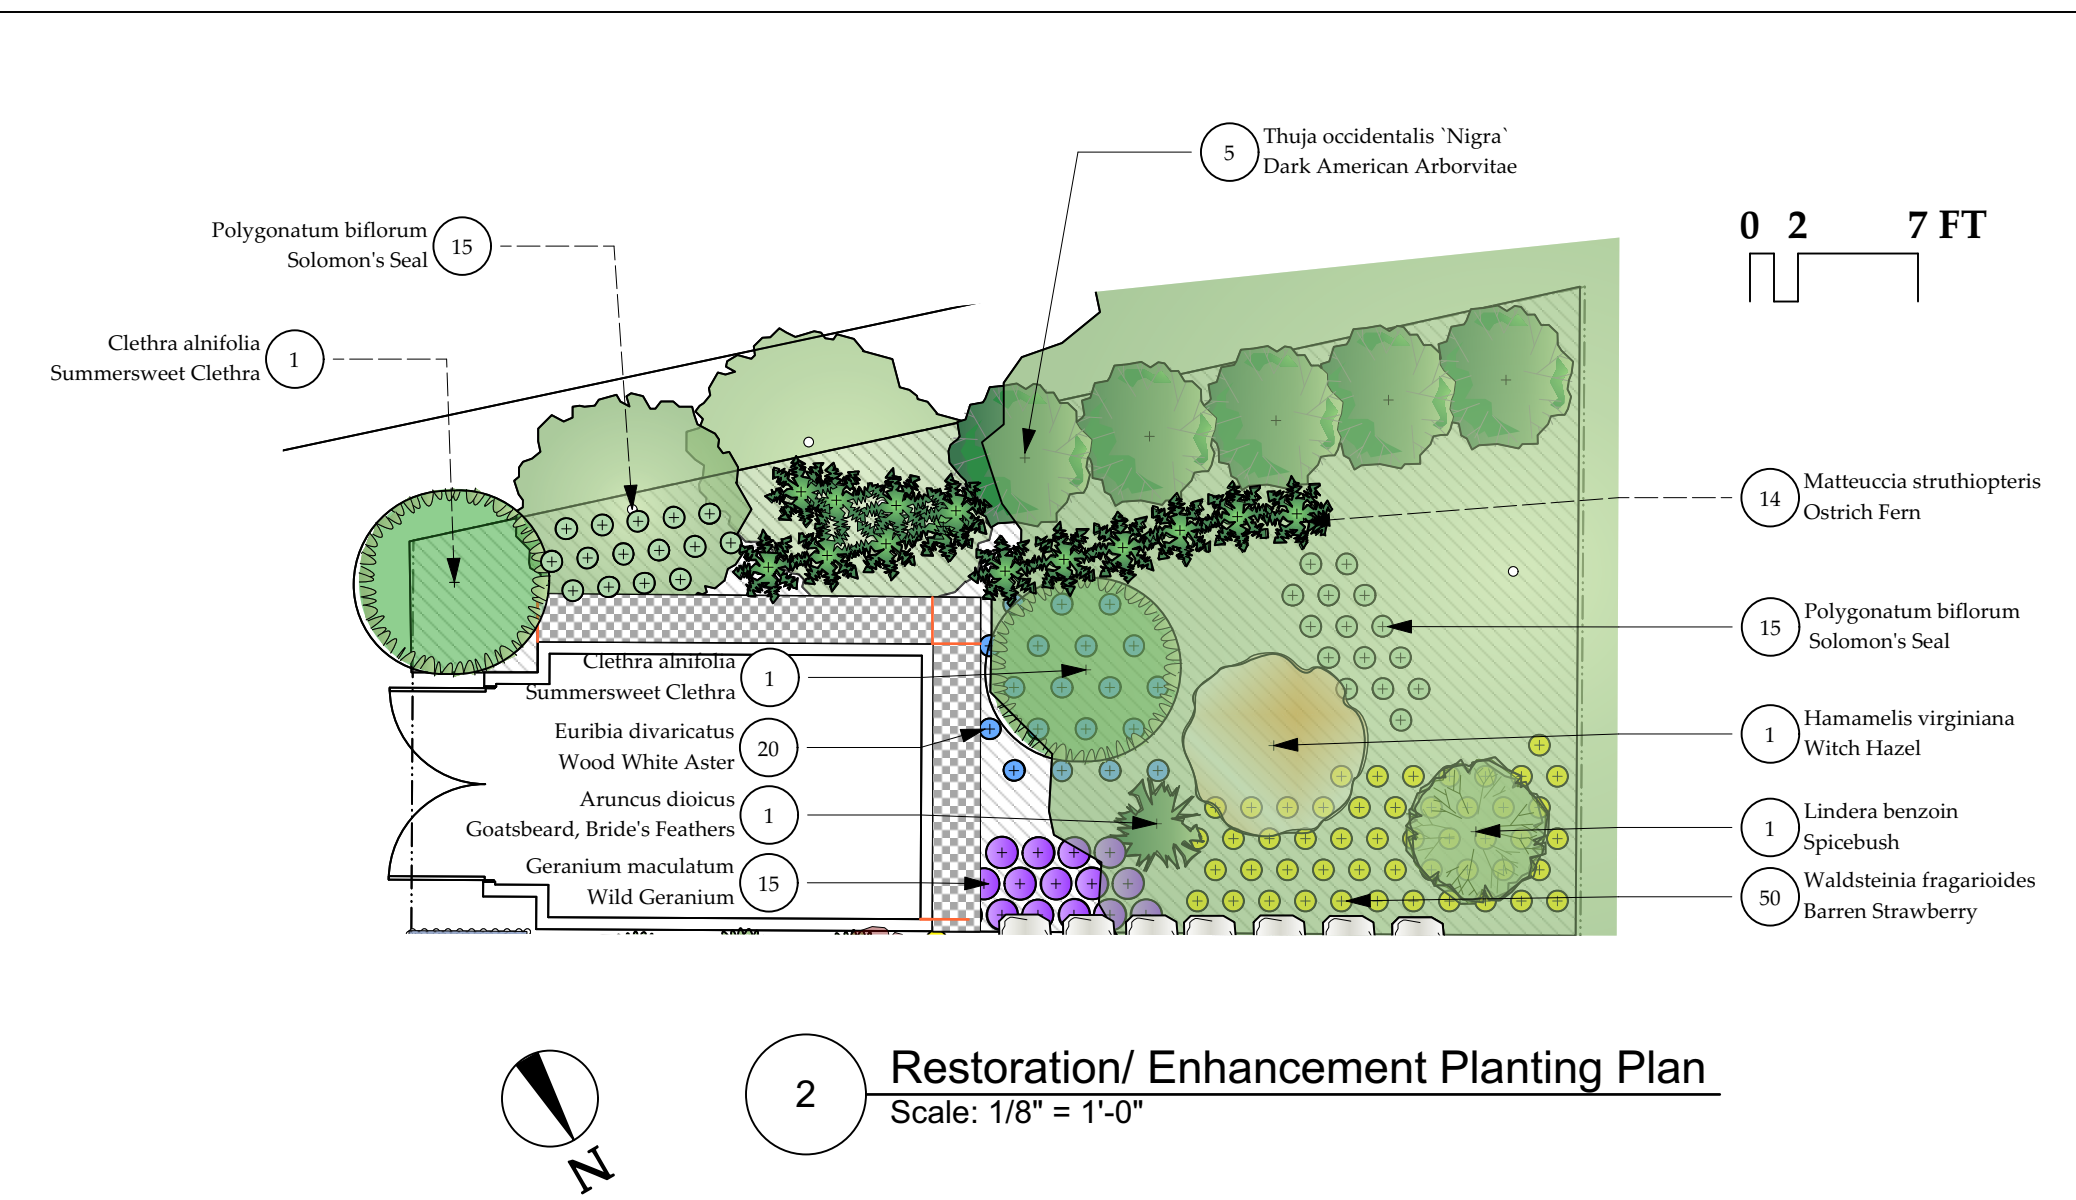 5
Thuja occidentalis `Nigra`
Dark American Arborvitae
0 2 7 FT
Polygonatum biflorum
Solomon's Seal
15
Clethra alnifolia
Summersweet Clethra
1
14
Matteuccia struthiopteris
Ostrich Fern
15
Polygonatum biflorum
Solomon's Seal
Clethra alnifolia
Summersweet Clethra
1
Euribia divaricatus
Wood White Aster
20
1
Hamamelis virginiana
Witch Hazel
Aruncus dioicus
Goatsbeard, Bride's Feathers
1
1
Lindera benzoin
Spicebush
Geranium maculatum
Wild Geranium
15
50
Waldsteinia fragarioides
Barren Strawberry
N
2
Restoration/ Enhancement Planting Plan
Scale: 1/8" = 1'-0"